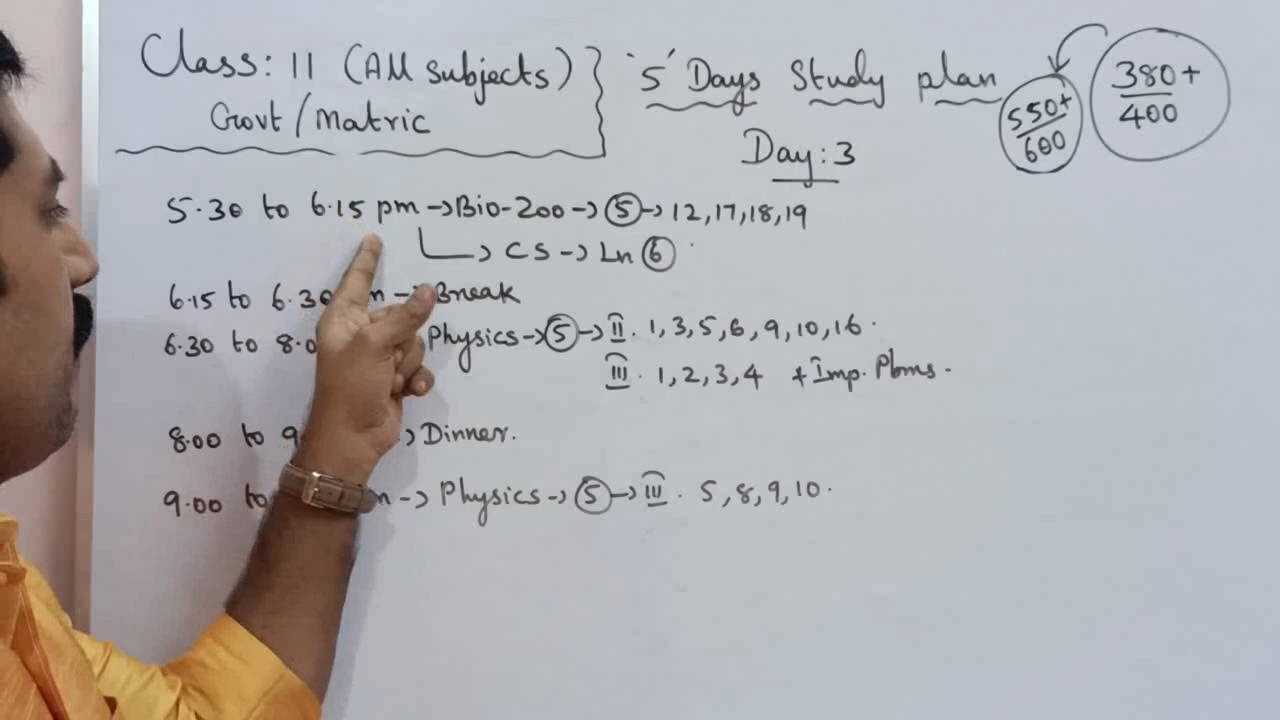 Class: 11 (All subjects)
Govt/Matric
'5' Days Study plan
550+/600
380+/400
Day: 3
5.30 to 6.15 pm → Bio-Zoo → 5 → 12, 17, 18, 19
→ CS → Ln 6
6.15 to 6.30 → Break
6.30 to 8.0 Physics → 5 → II. 1, 3, 5, 6, 9, 10, 16.
III. 1, 2, 3, 4 + Imp. Pbms.
8.00 to 9 → Dinner.
9.00 to → Physics → 5 → III. 5, 8, 9, 10.